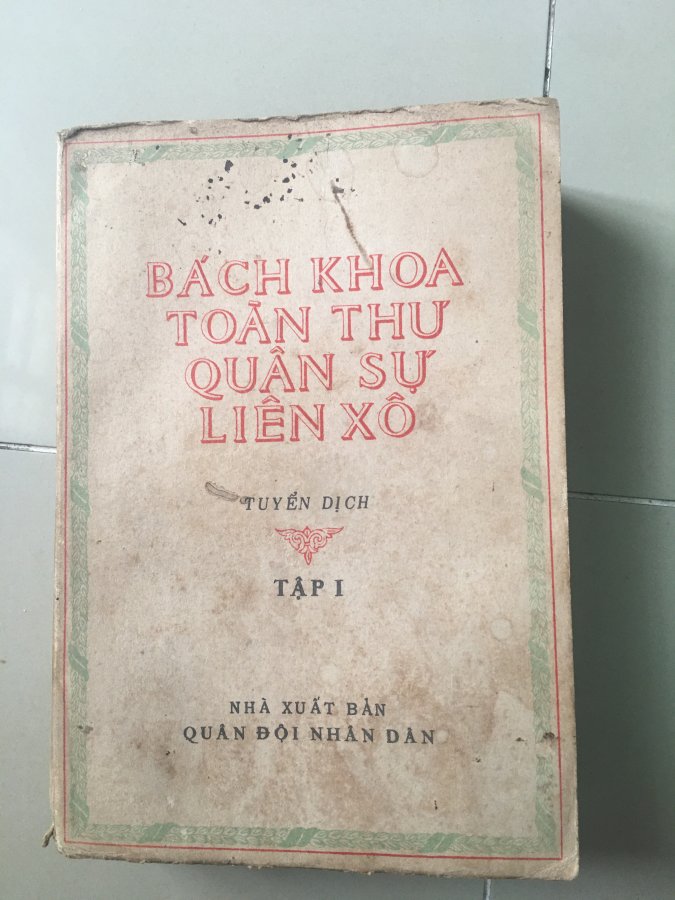 BÁCH KHOA
TOÀN THƯ
QUÂN SỰ
LIÊN XÔ
TUYỂN DỊCH
TẬP I
NHÀ XUẤT BẢN
QUÂN ĐỘI NHÂN DÂN